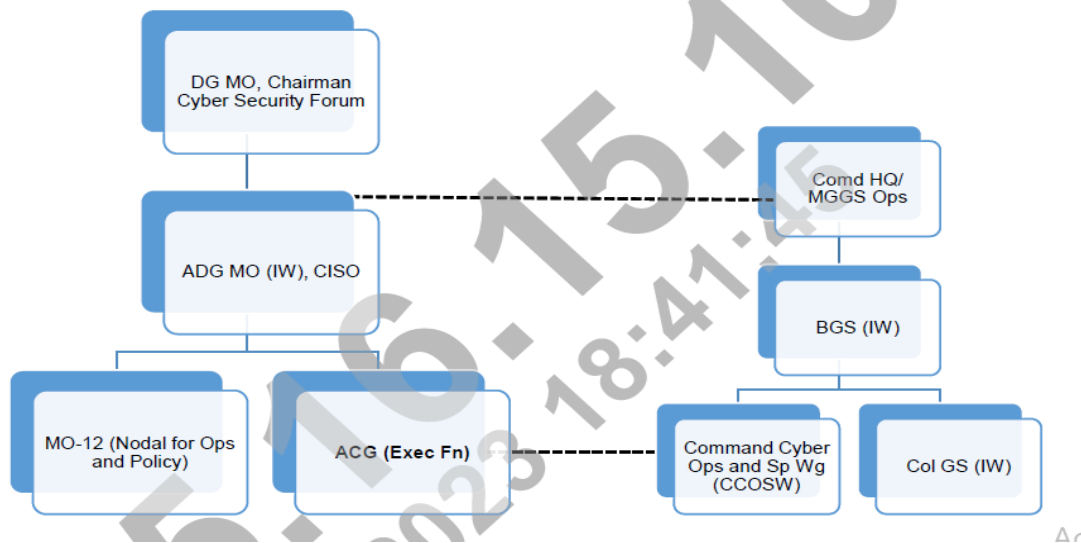 DG MO, Chairman
Cyber Security Forum
Comd HQ/
MGGS Ops
ADG MO (IW), CISO
BGS (IW)
MO-12 (Nodal for Ops
and Policy)
ACG (Exec Fn)
Command Cyber
Ops and Sp Wg
(CCOSW)
Col GS (IW)